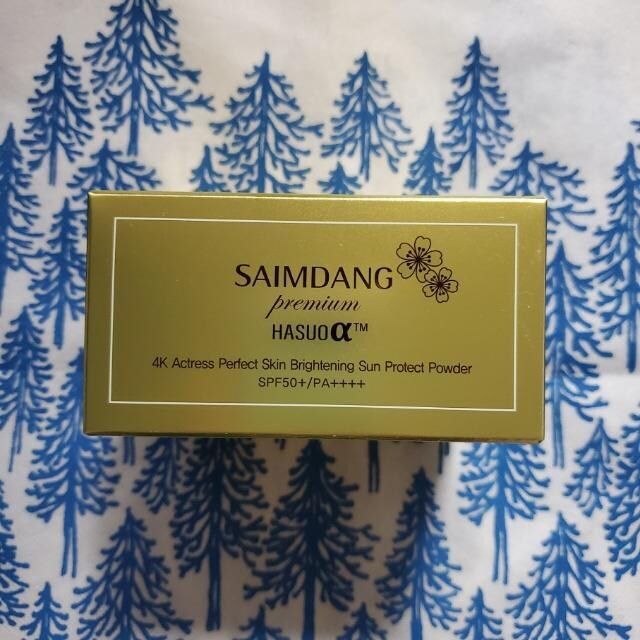 SAIMDANG
premium
HASUO α™
4K Actress Perfect Skin Brightening Sun Protect Powder
SPF50+/PA++++